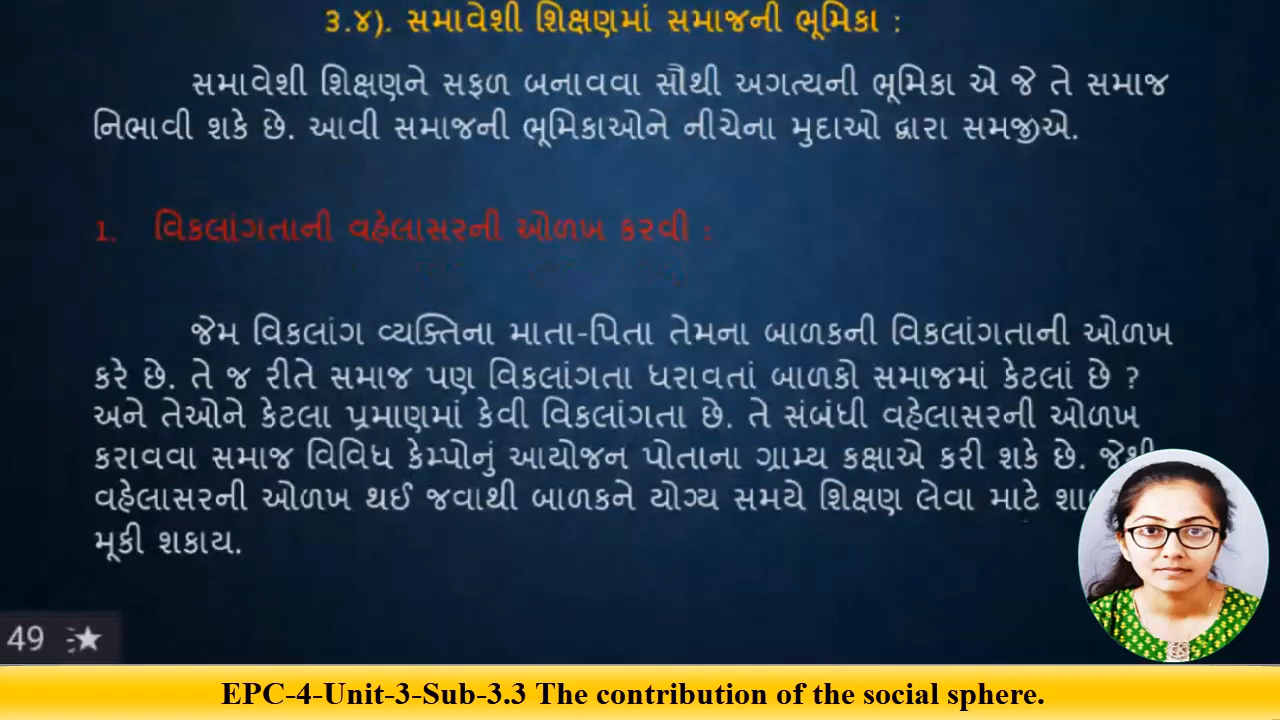 3.૪). સમાવેશી શિક્ષણમાં સમાજની ભૂમિકા :
સમાવેશી શિક્ષણને સફળ બનાવવા સૌથી અગત્યની ભૂમિકા એ જે તે સમાજ
નિભાવી શકે છે. આવી સમાજની ભૂમિકાઓને નીચેના મુદાઓ દ્વારા સમજીએ.
1. વિકલાંગતાની વહેલાસરની ઓળખ કરવી :
જેમ વિકલાંગ વ્યક્તિના માતા-પિતા તેમના બાળકની વિકલાંગતાની ઓળખ
કરે છે. તે જ રીતે સમાજ પણ વિકલાંગતા ધરાવતાં બાળકો સમાજમાં કેટલાં છે ?
અને તેઓને કેટલા પ્રમાણમાં કેવી વિકલાંગતા છે. તે સંબંધી વહેલાસરની ઓળખ
કરાવવા સમાજ વિવિધ કેમ્પોનું આયોજન પોતાના ગ્રામ્ય કક્ષાએ કરી શકે છે. જેથી
વહેલાસરની ઓળખ થઈ જવાથી બાળકને યોગ્ય સમયે શિક્ષણ લેવા માટે
મૂકી શકાય.
49
EPC-4-Unit-3-Sub-3.3 The contribution of the social sphere.